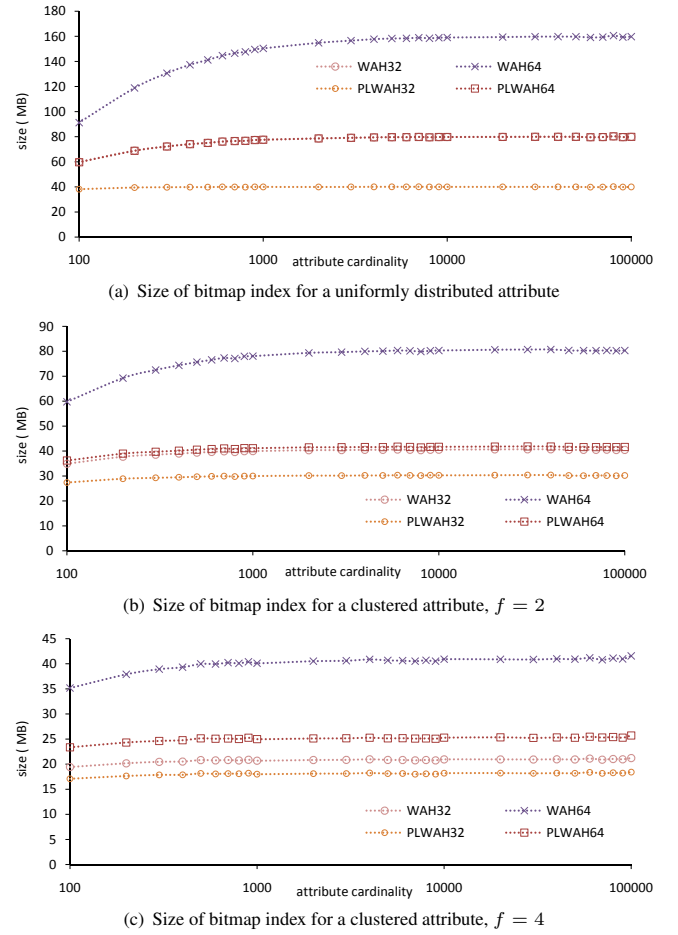 180
160
140
120
100
80
60
40
20
0
size ( MB)
WAH32 WAH64
PLWAH32 PLWAH64
100 1000 10000 100000
attribute cardinality
(a) Size of bitmap index for a uniformly distributed attribute
90
80
70
60
50
40
30
20
10
0
size ( MB)
WAH32 WAH64
PLWAH32 PLWAH64
100 1000 10000 100000
attribute cardinality
(b) Size of bitmap index for a clustered attribute, f = 2
45
40
35
30
25
20
15
10
5
0
size ( MB)
WAH32 WAH64
PLWAH32 PLWAH64
100 1000 10000 100000
attribute cardinality
(c) Size of bitmap index for a clustered attribute, f = 4